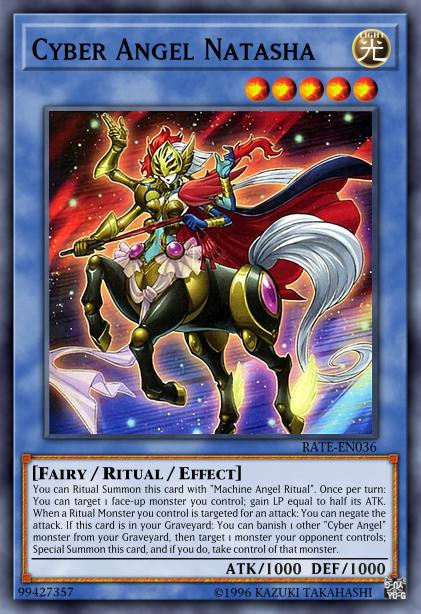 CYBER ANGEL NATASHA
LIGHT
光
RATE-EN036
[FAIRY / RITUAL / EFFECT]
You can Ritual Summon this card with "Machine Angel Ritual". Once per turn:
You can target 1 face-up monster you control; gain LP equal to half its ATK.
When a Ritual Monster you control is targeted for an attack: You can negate the
attack. If this card is in your Graveyard: You can banish 1 other "Cyber Angel"
monster from your Graveyard, then target 1 monster your opponent controls;
Special Summon this card, and if you do, take control of that monster.
ATK/1000 DEF/1000
99427357
©1996 KAZUKI TAKAHASHI